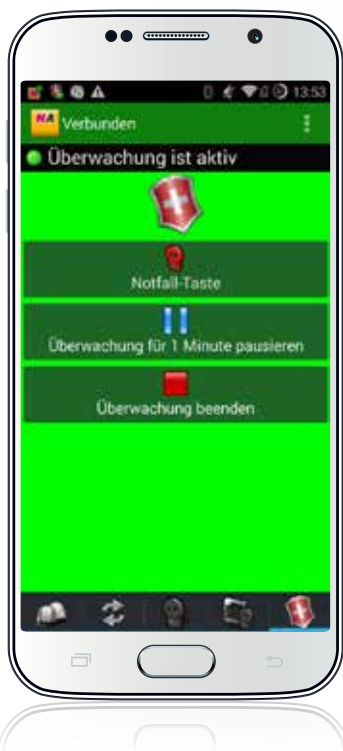 13:53
NA Verbunden
Überwachung ist aktiv
Notfall-Taste
Überwachung für 1 Minute pausieren
Überwachung beenden